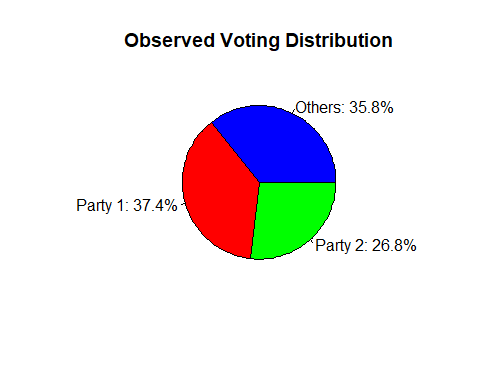 Observed Voting Distribution
Others: 35.8%
Party 1: 37.4%
Party 2: 26.8%